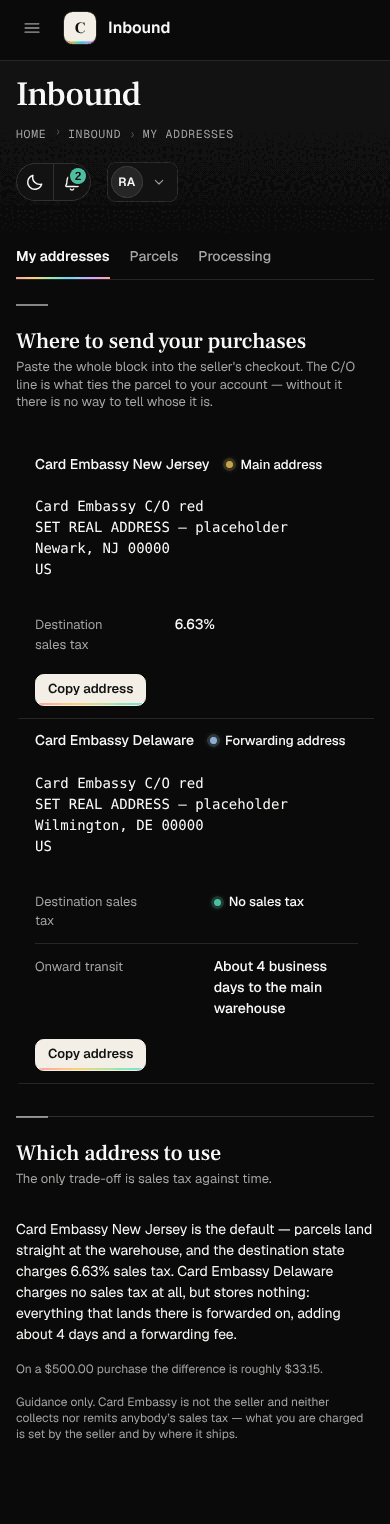 C Inbound
Inbound
HOME › INBOUND › MY ADDRESSES
2
RA
My addresses Parcels Processing
Where to send your purchases
Paste the whole block into the seller's checkout. The C/O
line is what ties the parcel to your account — without it
there is no way to tell whose it is.
Card Embassy New Jersey Main address
Card Embassy C/O red
SET REAL ADDRESS — placeholder
Newark, NJ 00000
US
Destination 6.63%
sales tax
Copy address
Card Embassy Delaware Forwarding address
Card Embassy C/O red
SET REAL ADDRESS — placeholder
Wilmington, DE 00000
US
Destination sales No sales tax
tax
Onward transit About 4 business
days to the main
warehouse
Copy address
Which address to use
The only trade-off is sales tax against time.
Card Embassy New Jersey is the default — parcels land
straight at the warehouse, and the destination state
charges 6.63% sales tax. Card Embassy Delaware
charges no sales tax at all, but stores nothing:
everything that lands there is forwarded on, adding
about 4 days and a forwarding fee.
On a $500.00 purchase the difference is roughly $33.15.
Guidance only. Card Embassy is not the seller and neither
collects nor remits anybody's sales tax — what you are charged
is set by the seller and by where it ships.